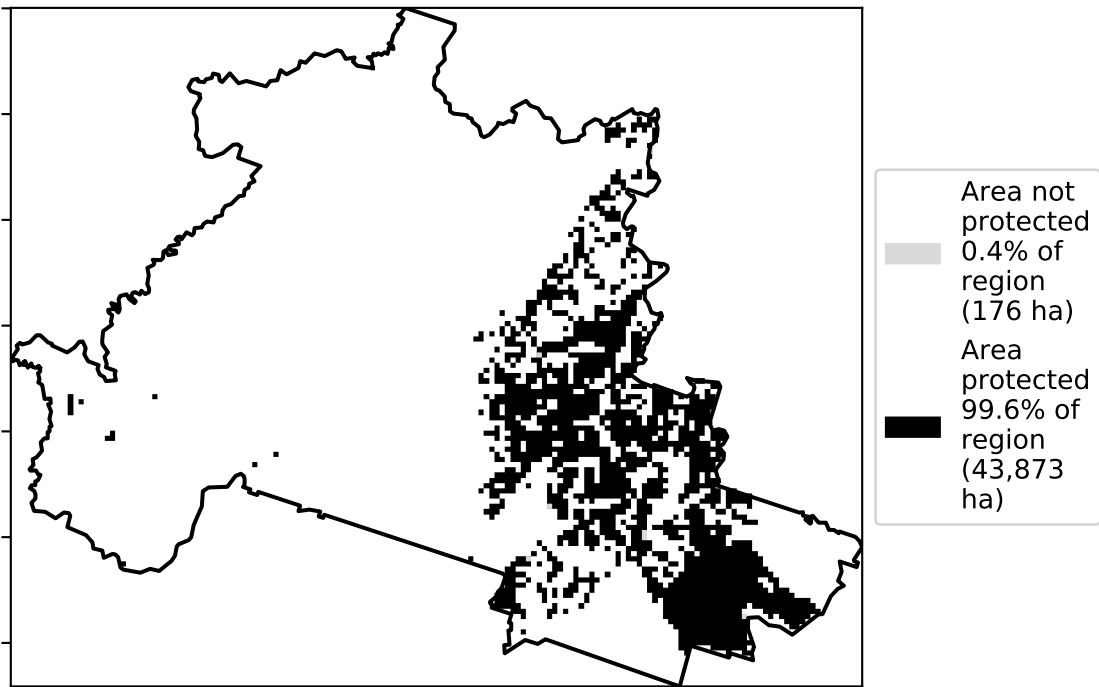 Area not
protected
0.4% of
region
(176 ha)
Area
protected
99.6% of
region
(43,873
ha)